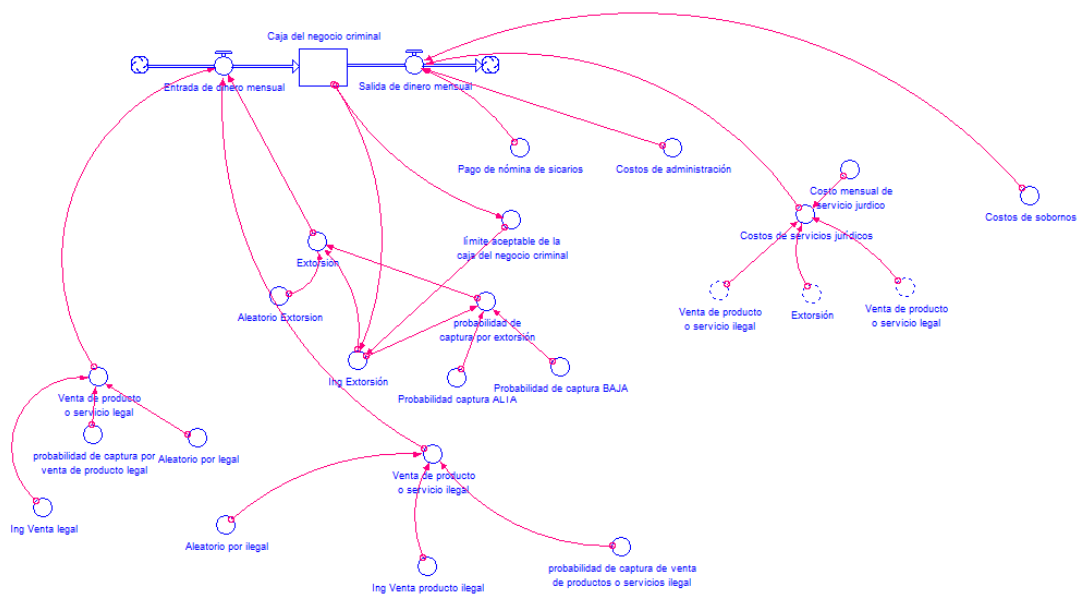 Caja del negocio criminal
Entrada de dinero mensual
Salida de dinero mensual
Pago de nómina de sicarios
Costos de administración
Costo mensual de
servicio jurdico
Costos de sobornos
Costos de servicios jurídicos
límite aceptable de la
caja del negocio criminal
Extorsión
Aleatorio Extorsion
Venta de producto
o servicio ilegal
Extorsión
Venta de producto
o servicio legal
probabilidad de
captura por extorsión
Ing Extorsión
Probabilidad captura ALTA
Probabilidad de captura BAJA
Venta de producto
o servicio legal
probabilidad de captura por
venta de producto legal
Aleatorio por legal
Venta de producto
o servicio ilegal
Ing Venta legal
Aleatorio por ilegal
Ing Venta producto ilegal
probabilidad de captura de venta
de productos o servicios ilegal